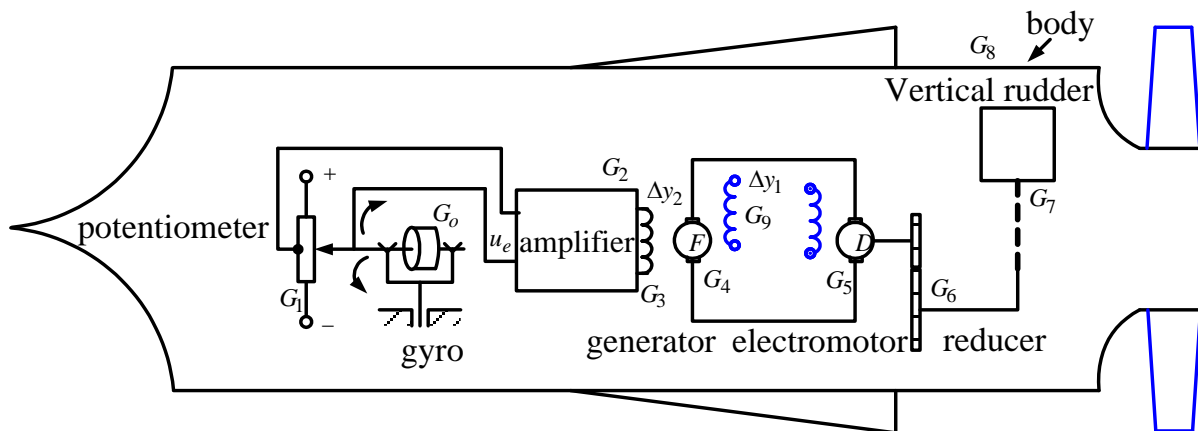 body
G8
Vertical rudder
G7
+
potentiometer
G1
−
Go
gyro
ue
amplifier
G2
Δy2
G3
F
G4
generator
Δy1
G9
D
G5
electromotor
G6
reducer